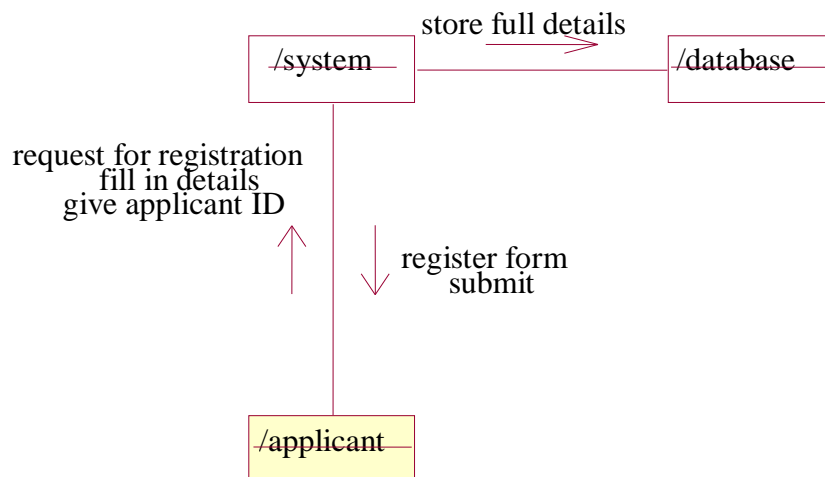 store full details
/system
/database
request for registration
fill in details
give applicant ID
register form
submit
/applicant